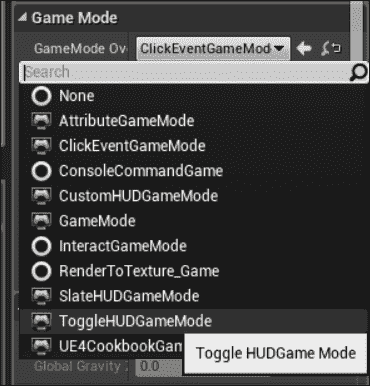 Game Mode
GameMode Ov ClickEventGameMod
Search
None
AttributeGameMode
ClickEventGameMode
ConsoleCommandGame
CustomHUDGameMode
GameMode
InteractGameMode
RenderToTexture_Game
SlateHUDGameMode
ToggleHUDGameMode
UE4CookbookGam
Toggle HUDGame Mode
Global Gravity Z 0.0